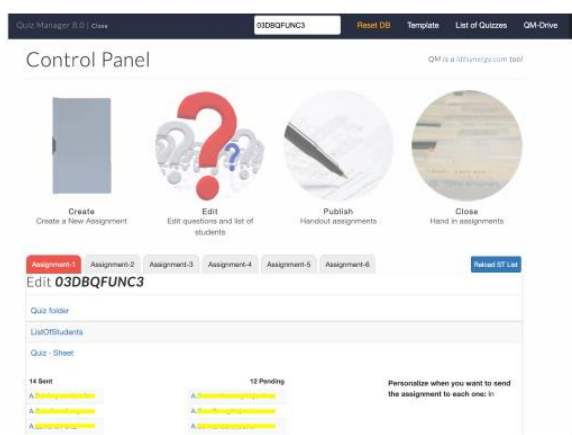 Quiz Manager 8.0 | Close 03DBQFUNC3 Reset DB Template List of Quizzes QM-Drive
Control Panel
QM is a idtsynergy.com tool
Create
Create a New Assignment
Edit
Edit questions and list of
students
Publish
Handout assignments
Close
Hand in assignments
Assignment-1 Assignment-2 Assignment-3 Assignment-4 Assignment-5 Assignment-6 Reload ST List
Edit 03DBQFUNC3
Quiz folder
ListOfStudents
Quiz - Sheet
14 Sent
A.
A.
A.
12 Pending
A.
A.
A.
Personalize when you want to send
the assignment to each one: In